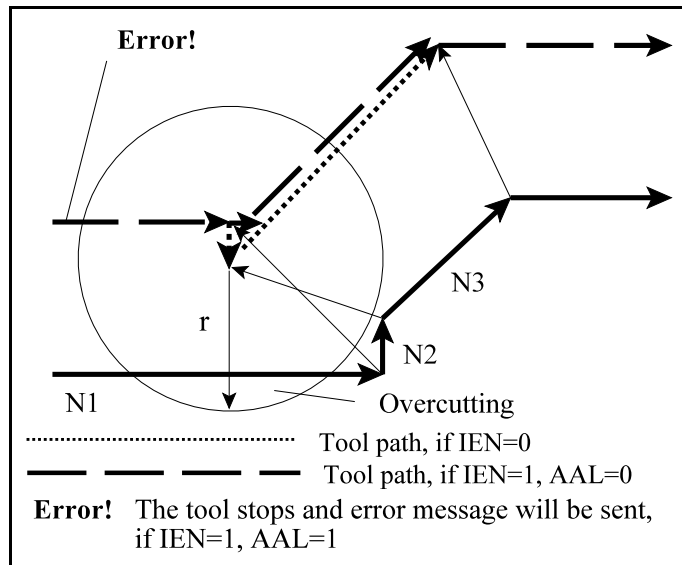 Error!
r
N3
N2
N1
Overcutting
Tool path, if IEN=0
Tool path, if IEN=1, AAL=0
Error! The tool stops and error message will be sent,
if IEN=1, AAL=1